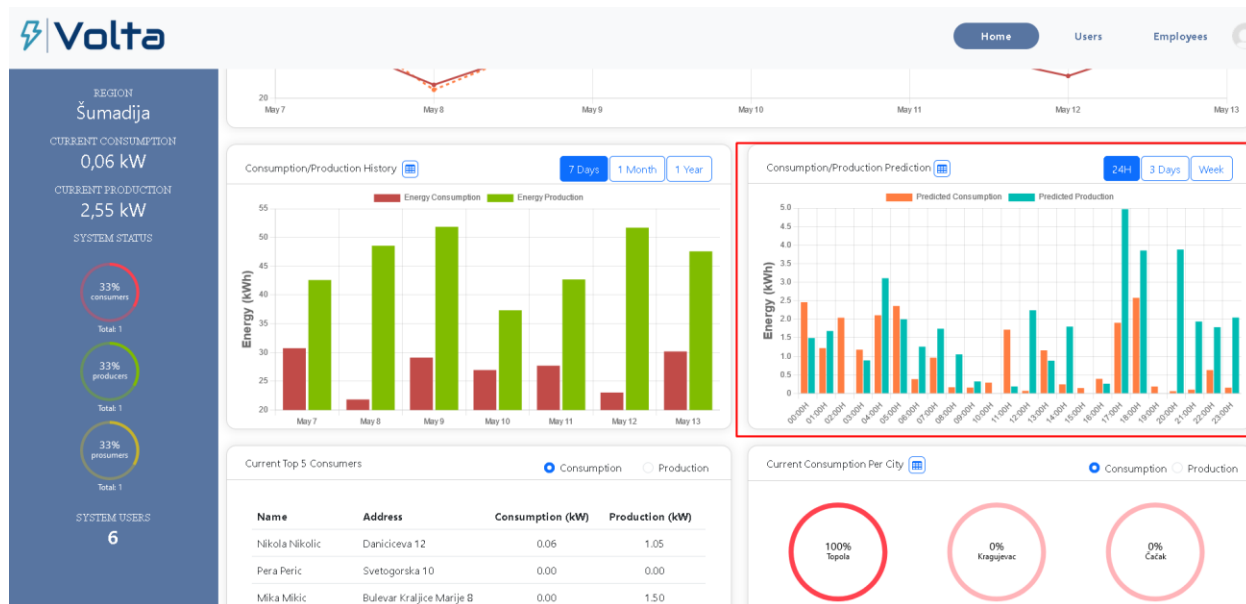 Volta
Home Users Employees
REGION
Šumadija
CURRENT CONSUMPTION
0,06 kW
CURRENT PRODUCTION
2,55 kW
SYSTEM STATUS
33%
consumers
Total: 1
33%
producers
Total: 1
33%
prosumers
Total: 1
SYSTEM USERS
6
20
May 7 May 8 May 9 May 10 May 11 May 12 May 13
Consumption/Production History 7 Days 1 Month 1 Year
Energy Consumption Energy Production
Energy (kWh)
55
50
45
40
35
30
25
20
May 7 May 8 May 9 May 10 May 11 May 12 May 13
Consumption/Production Prediction 24H 3 Days Week
Predicted Consumption Predicted Production
Energy (kWh)
5.0
4.5
4.0
3.5
3.0
2.5
2.0
1.5
1.0
0.5
0
00:00H 01:00H 02:00H 03:00H 04:00H 05:00H 06:00H 07:00H 08:00H 09:00H 10:00H 11:00H 12:00H 13:00H 14:00H 15:00H 16:00H 17:00H 18:00H 19:00H 20:00H 21:00H 22:00H 23:00H
Current Top 5 Consumers Consumption Production
Name Address Consumption (kW) Production (kW)
Nikola Nikolic Daniciceva 12 0.06 1.05
Pera Peric Svetogorska 10 0.00 0.00
Mika Mikic Bulevar Kraljice Marije 8 0.00 1.50
Current Consumption Per City Consumption Production
100%
Topola
0%
Kragujevac
0%
Čačak